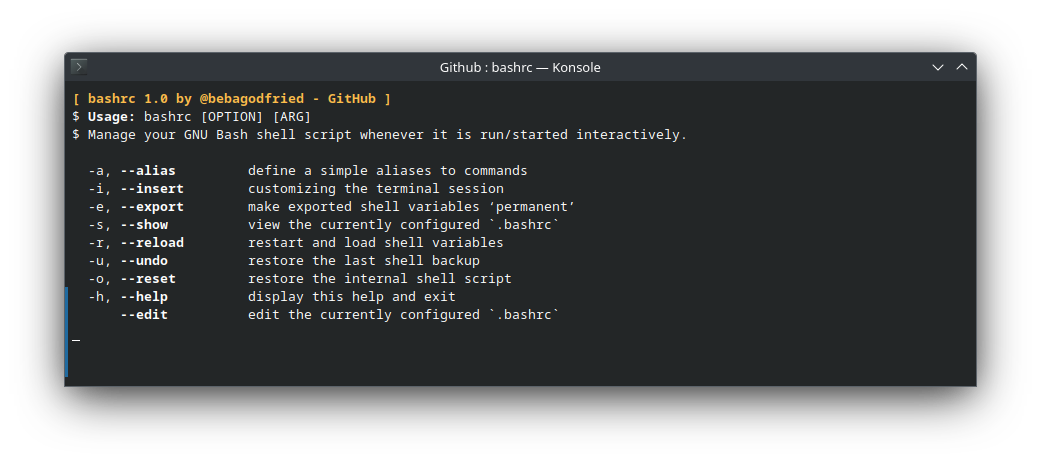 Github : bashrc — Konsole
[ bashrc 1.0 by @bebagodfried - GitHub ]
$ Usage: bashrc [OPTION] [ARG]
$ Manage your GNU Bash shell script whenever it is run/started interactively.
-a, --alias         define a simple aliases to commands
-i, --insert        customizing the terminal session
-e, --export        make exported shell variables ‘permanent’
-s, --show          view the currently configured `.bashrc`
-r, --reload        restart and load shell variables
-u, --undo          restore the last shell backup
-o, --reset         restore the internal shell script
-h, --help          display this help and exit
    --edit          edit the currently configured `.bashrc`